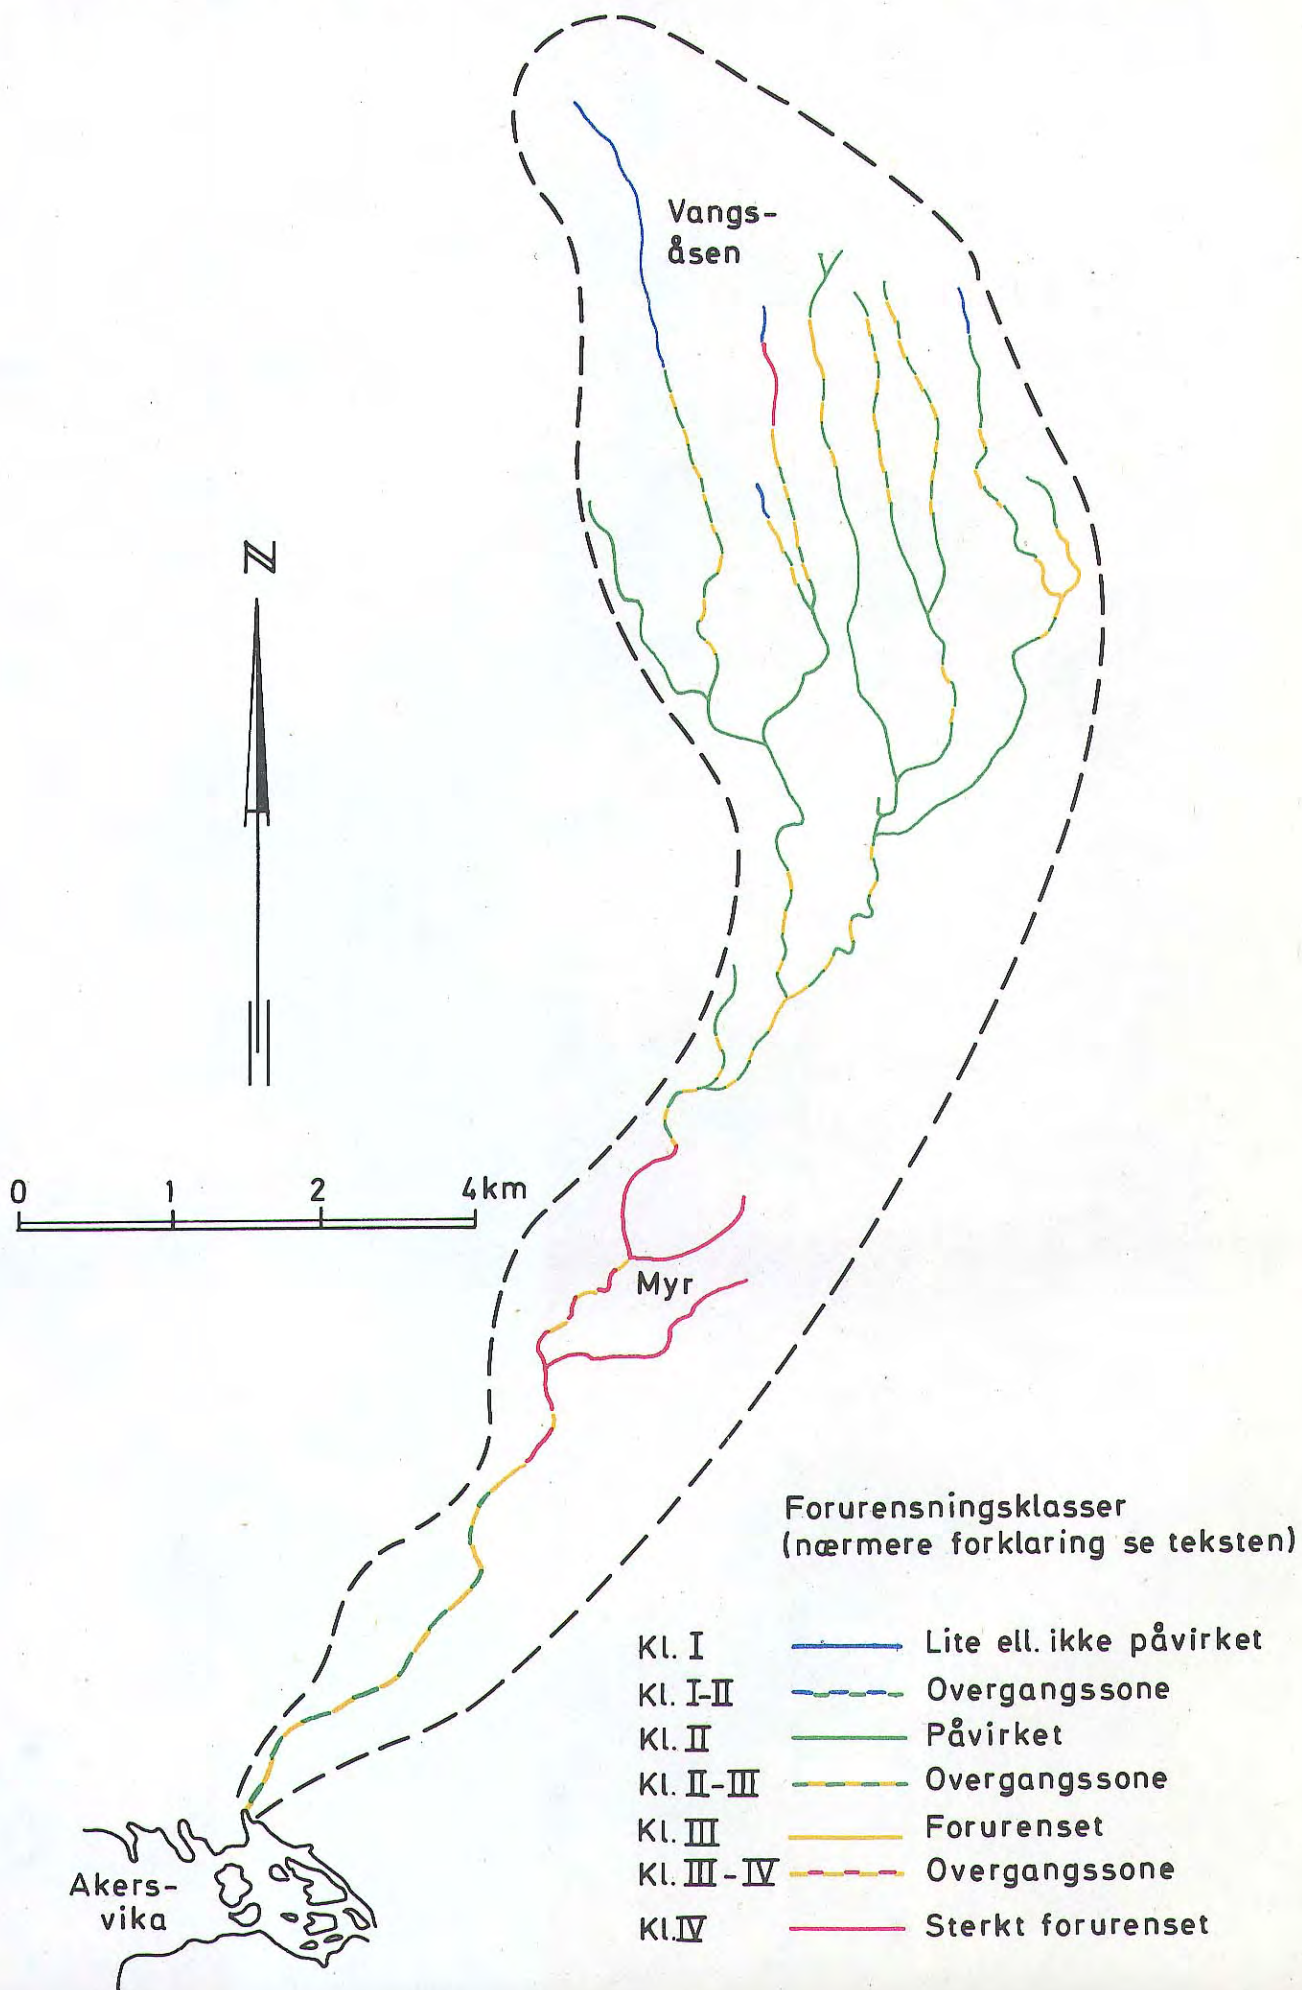 Vangs-
åsen
N
0 1 2 4km
Myr
Forurensningsklasser
(nærmere forklaring se teksten)
Kl. I Lite ell. ikke påvirket
Kl. I-II Overgangssone
Kl. II Påvirket
Kl. II-III Overgangssone
Kl. III Forurenset
Kl. III-IV Overgangssone
Kl. IV Sterkt forurenset
Akers-
vika